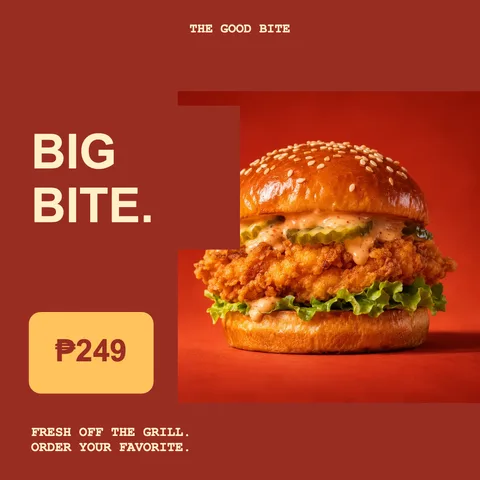 THE GOOD BITE
BIG
BITE.
₱249
FRESH OFF THE GRILL.
ORDER YOUR FAVORITE.